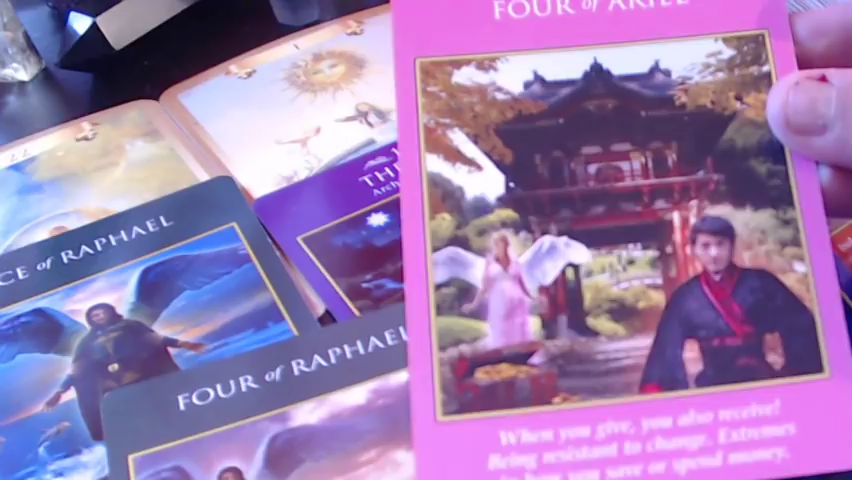 FOUR of ARIEL
ACE of RAPHAEL
FOUR of RAPHAEL
When you give, you also receive!
Being resistant to change. Extremes
in how you save or spend money.